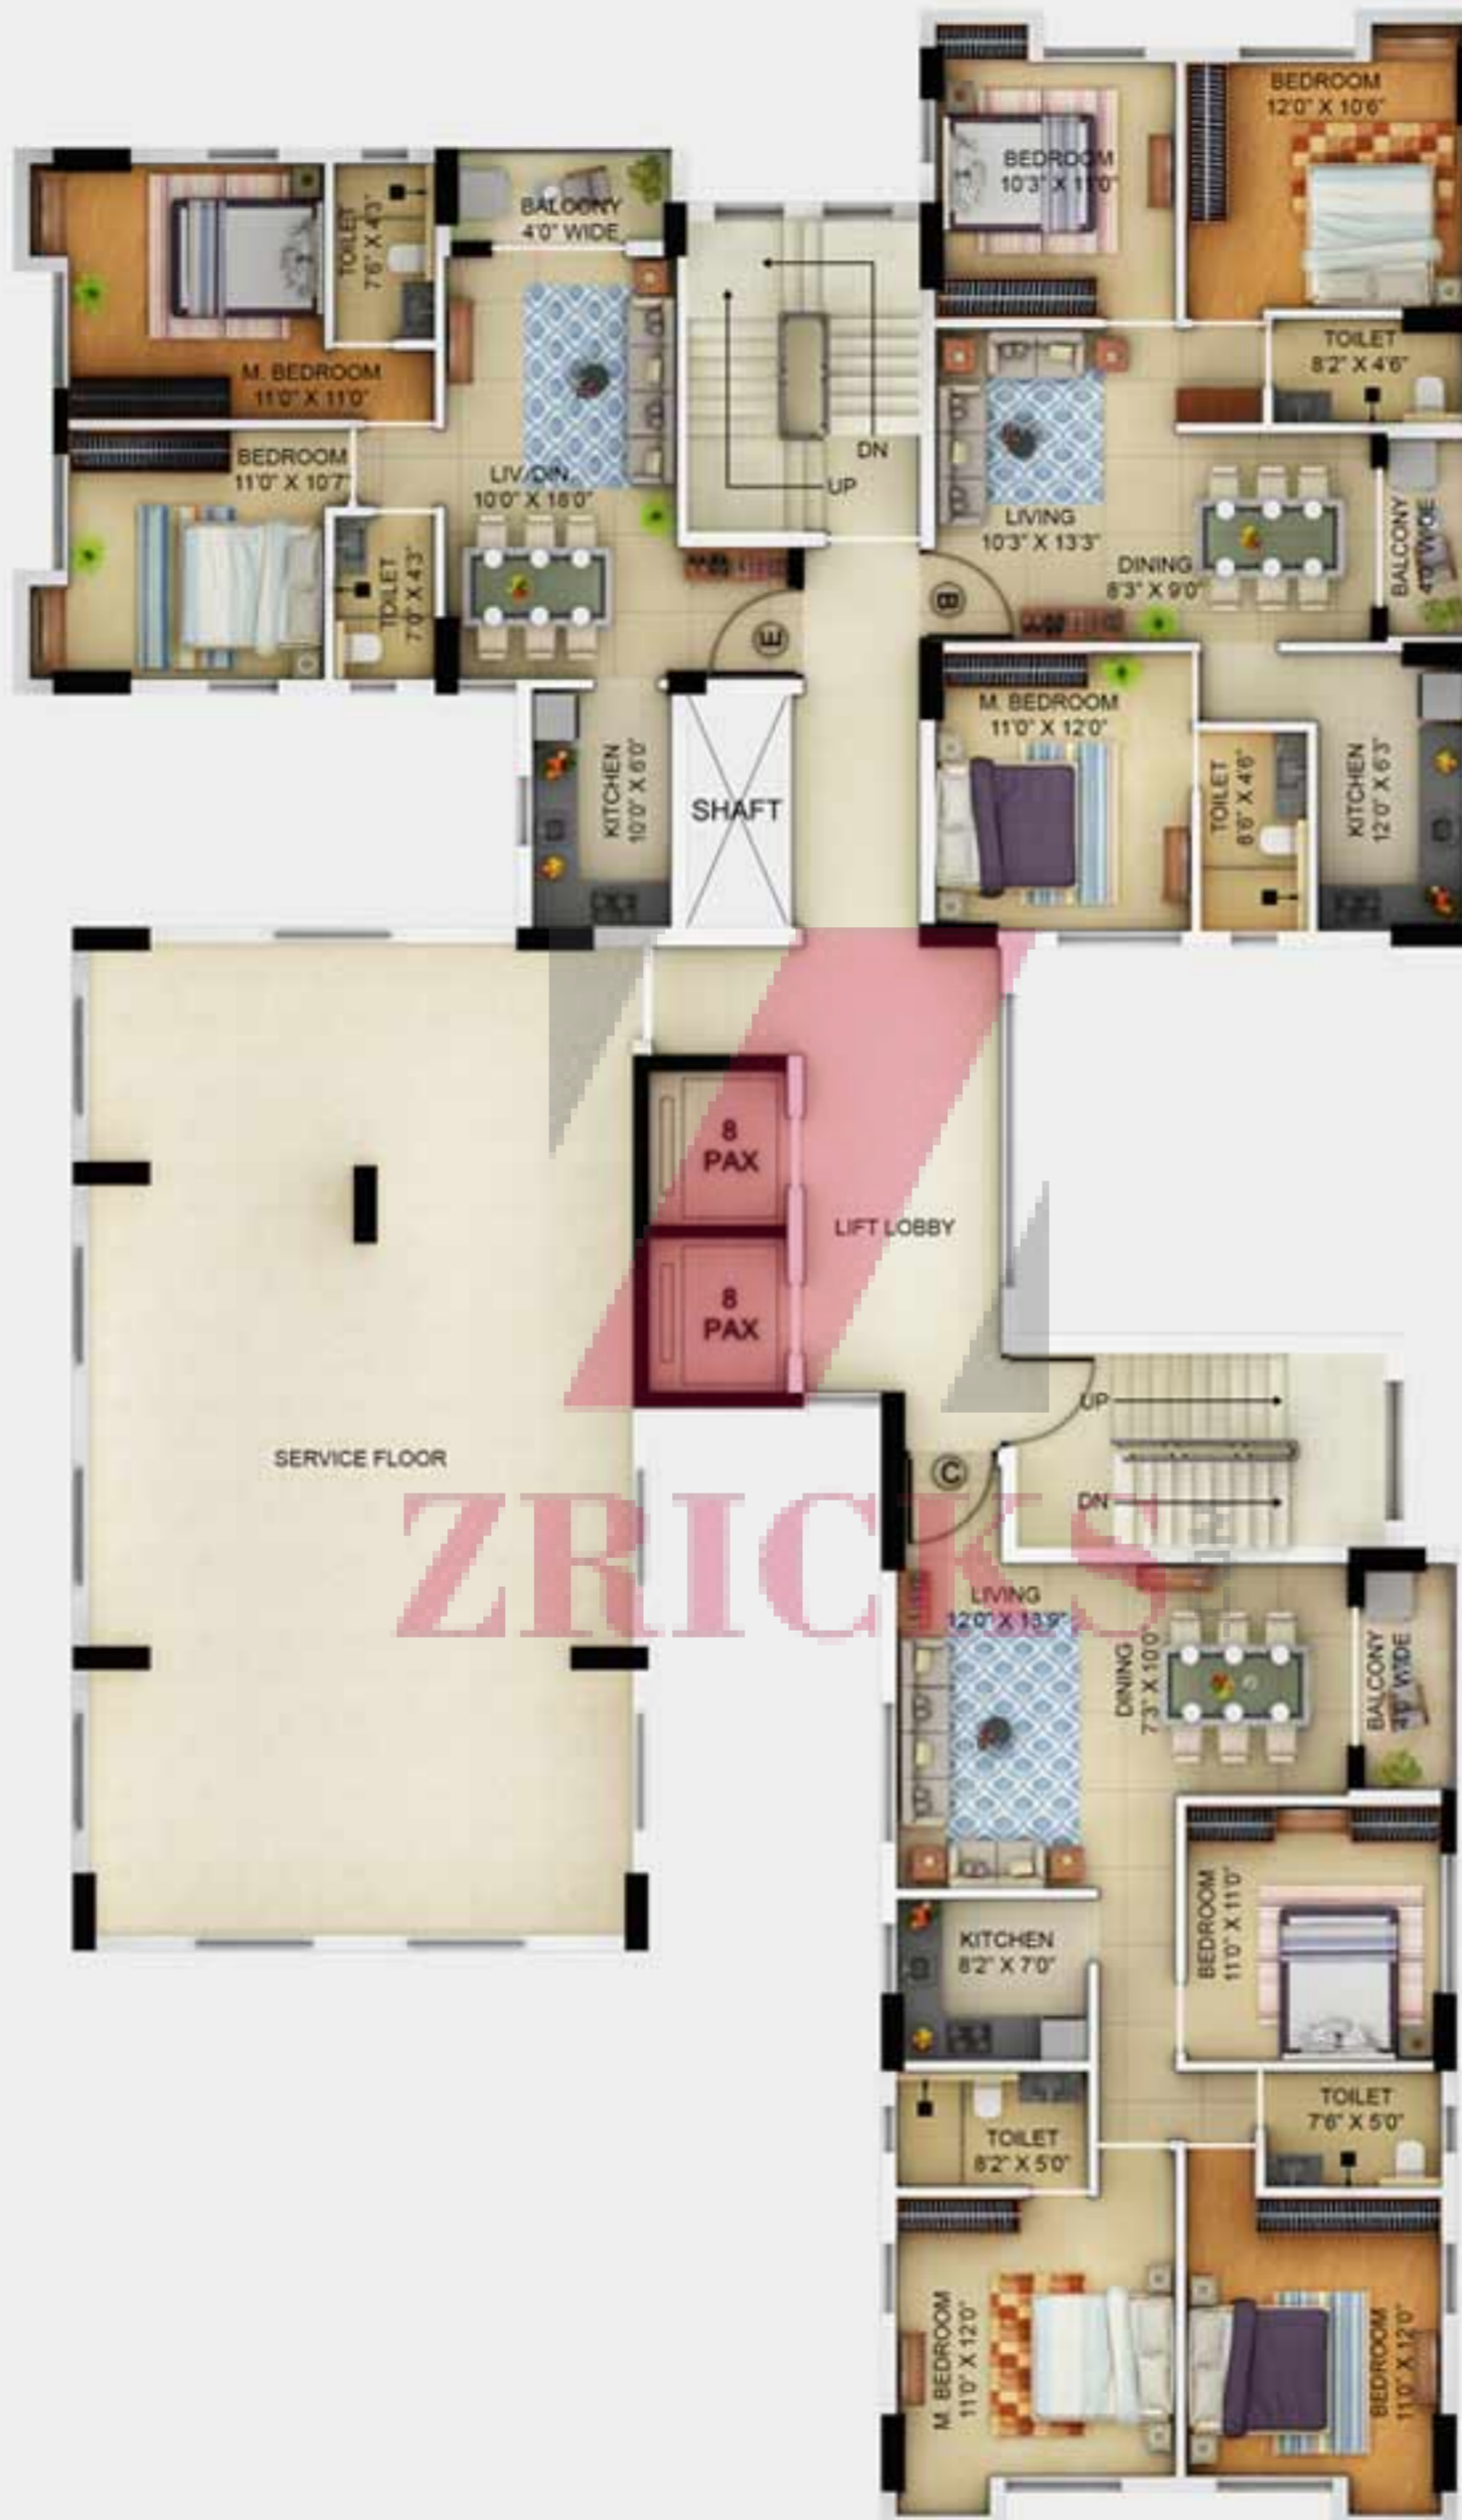 BEDROOM
12'0" X 10'6"
BEDROOM
10'3" X 11'0"
TOILET
7'6" X 4'3"
BALCONY
4'0" WIDE
M. BEDROOM
11'0" X 11'0"
TOILET
8'2" X 4'6"
BEDROOM
11'0" X 10'7"
LIV/DIN.
10'0" X 18'0"
DN
UP
LIVING
10'3" X 13'3"
DINING
8'3" X 9'0"
BALCONY
4'0" WIDE
TOILET
7'0" X 4'3"
E
B
M. BEDROOM
11'0" X 12'0"
KITCHEN
10'0" X 6'0"
SHAFT
TOILET
8'6" X 4'6"
KITCHEN
12'0" X 6'3"
8
PAX
LIFT LOBBY
8
PAX
UP
SERVICE FLOOR
C
DN
ZRICKS
LIVING
12'0" X 13'9"
DINING
7'3" X 10'0"
BALCONY
4'0" WIDE
BEDROOM
11'0" X 11'0"
KITCHEN
8'2" X 7'0"
TOILET
7'6" X 5'0"
TOILET
8'2" X 5'0"
M. BEDROOM
11'0" X 12'0"
BEDROOM
11'0" X 12'0"